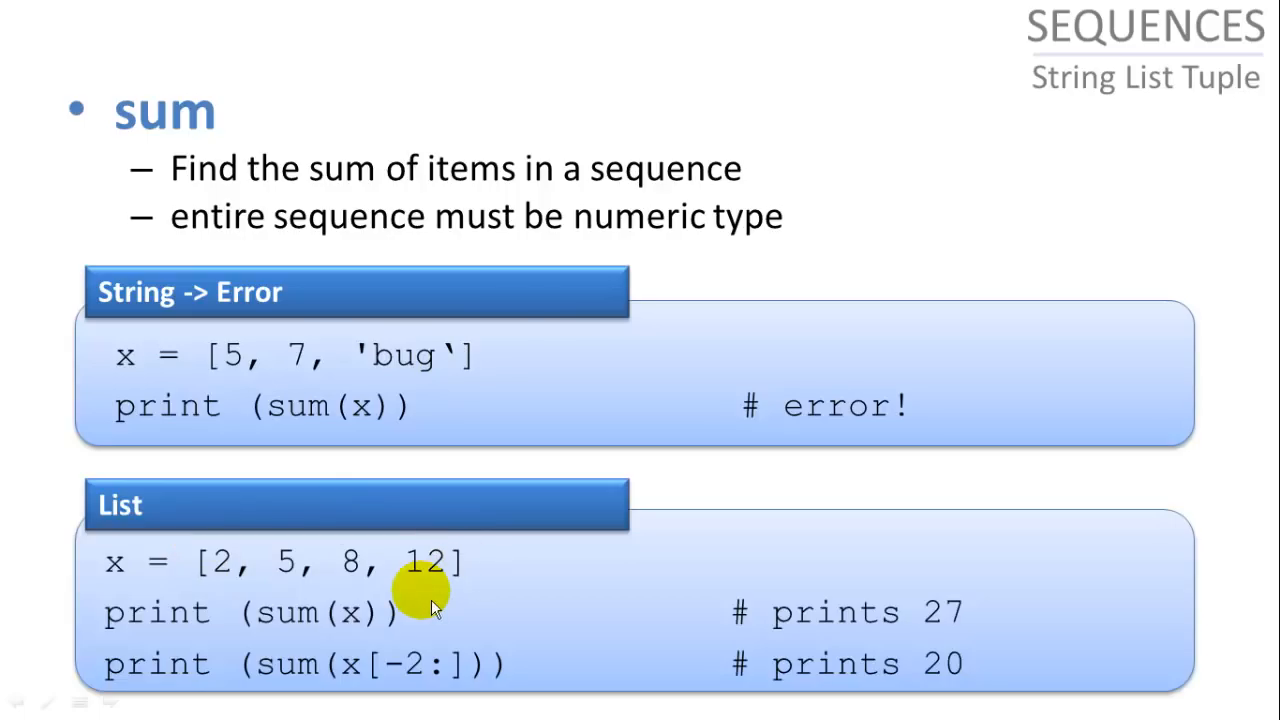 SEQUENCES
String List Tuple
• sum
– Find the sum of items in a sequence
– entire sequence must be numeric type
String -> Error
x = [5, 7, 'bug‘]
print (sum(x)) # error!
List
x = [2, 5, 8, 12]
print (sum(x)) # prints 27
print (sum(x[-2:])) # prints 20